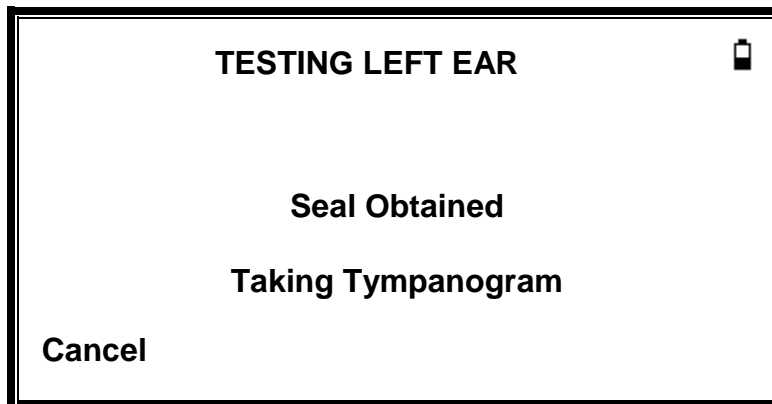 TESTING LEFT EAR
Seal Obtained
Taking Tympanogram
Cancel